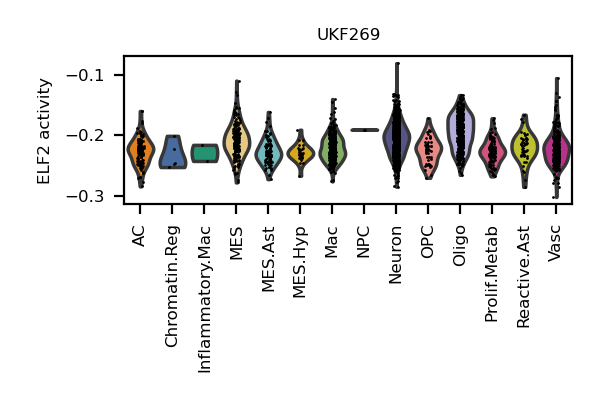 UKF269
ELF2 activity
−0.1
−0.2
−0.3
AC
Chromatin.Reg
Inflammatory.Mac
MES
MES.Ast
MES.Hyp
Mac
NPC
Neuron
OPC
Oligo
Prolif.Metab
Reactive.Ast
Vasc